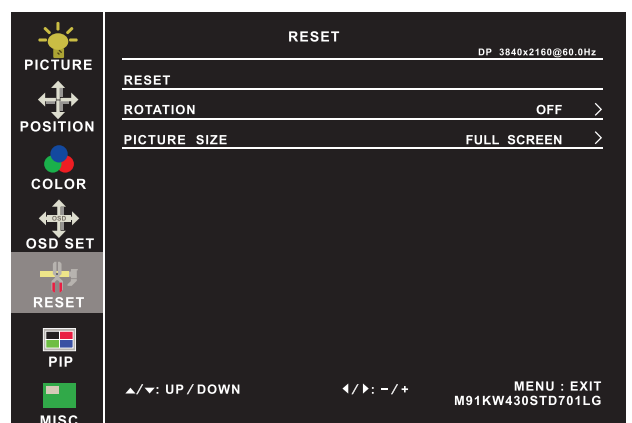 PICTURE
POSITION
COLOR
OSD
OSD SET
RESET
PIP
MISC
RESET
DP 3840x2160@60.0Hz
RESET
ROTATION OFF >
PICTURE SIZE FULL SCREEN >
▲/▼: UP / DOWN ◀/▶: - / + MENU : EXIT
M91KW430STD701LG